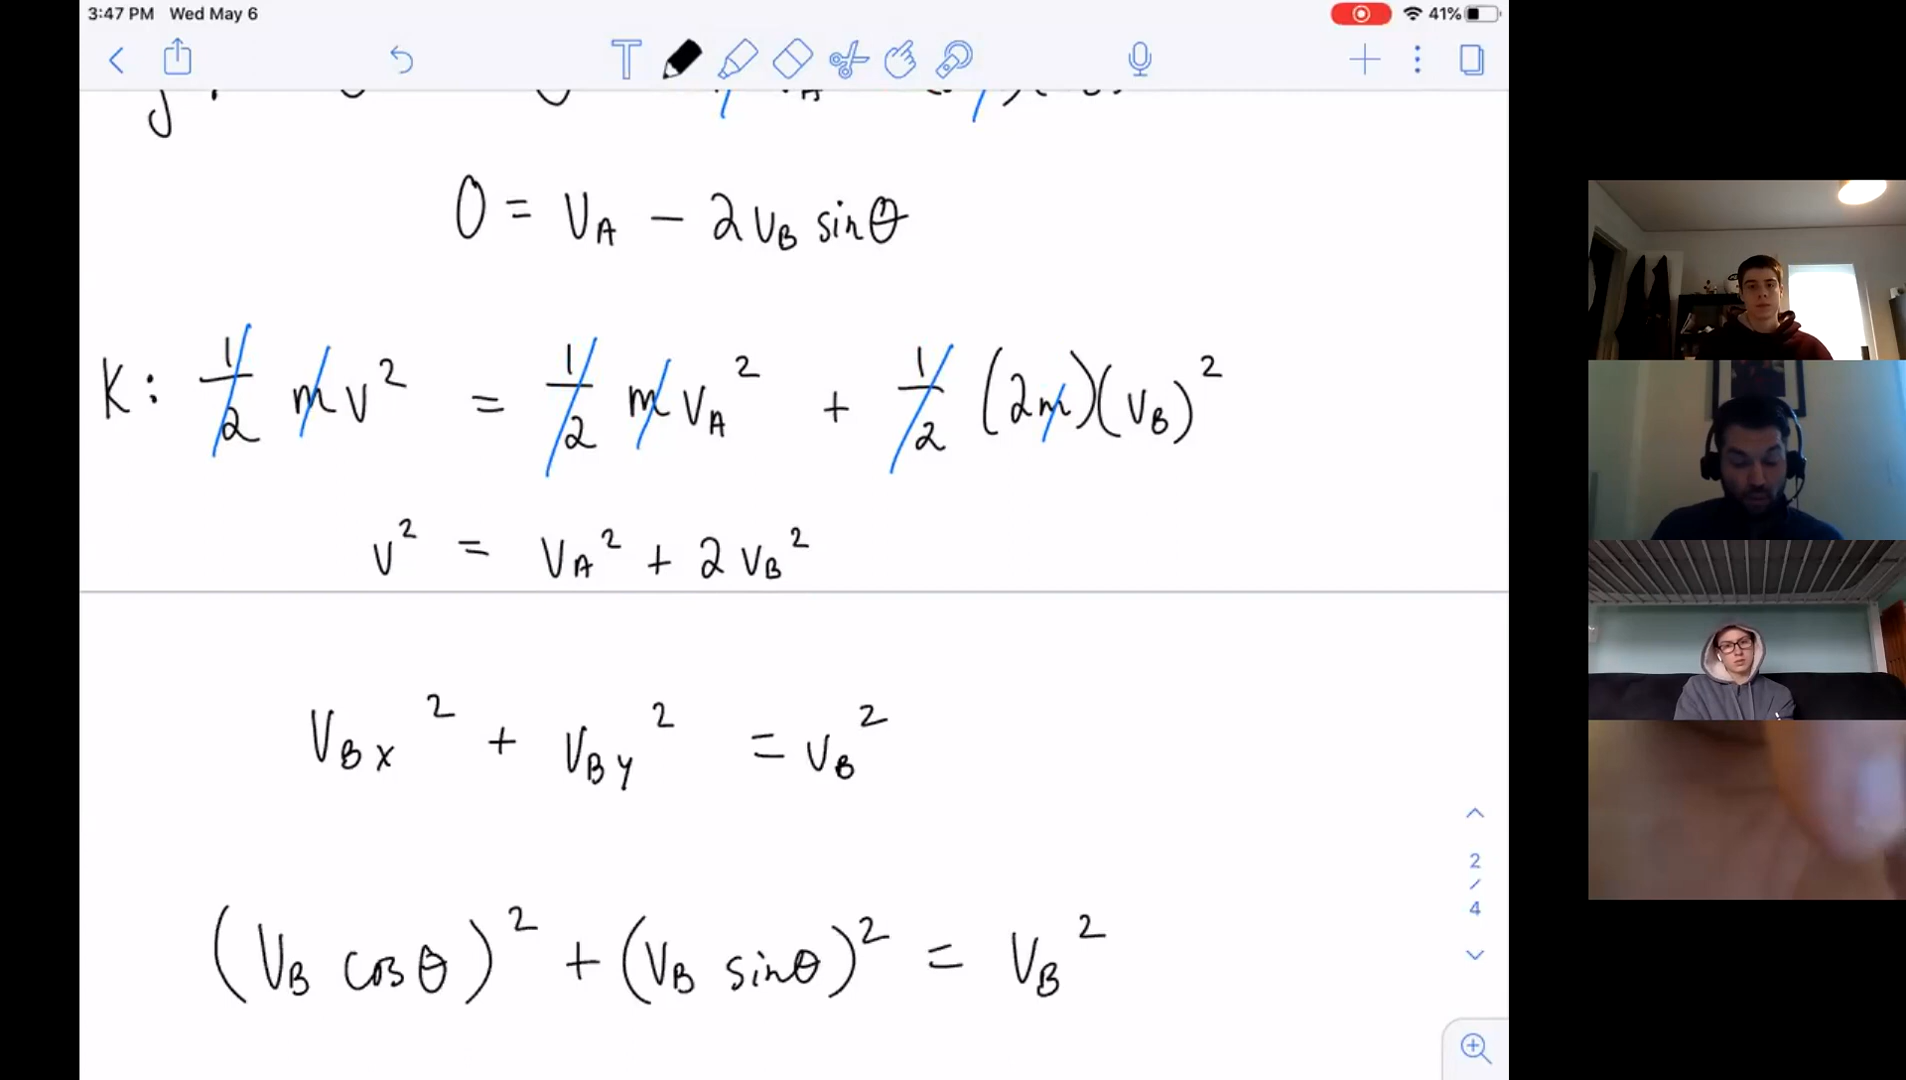 3:47 PM Wed May 6
41%
T
0 = vA − 2vB sinθ
K: 1/2 mv² = 1/2 m vA² + 1/2 (2m)(vB)²
v² = vA² + 2vB²
vBx² + vBy² = vB²
(vB cosθ)² + (vB sinθ)² = vB²
2
/
4